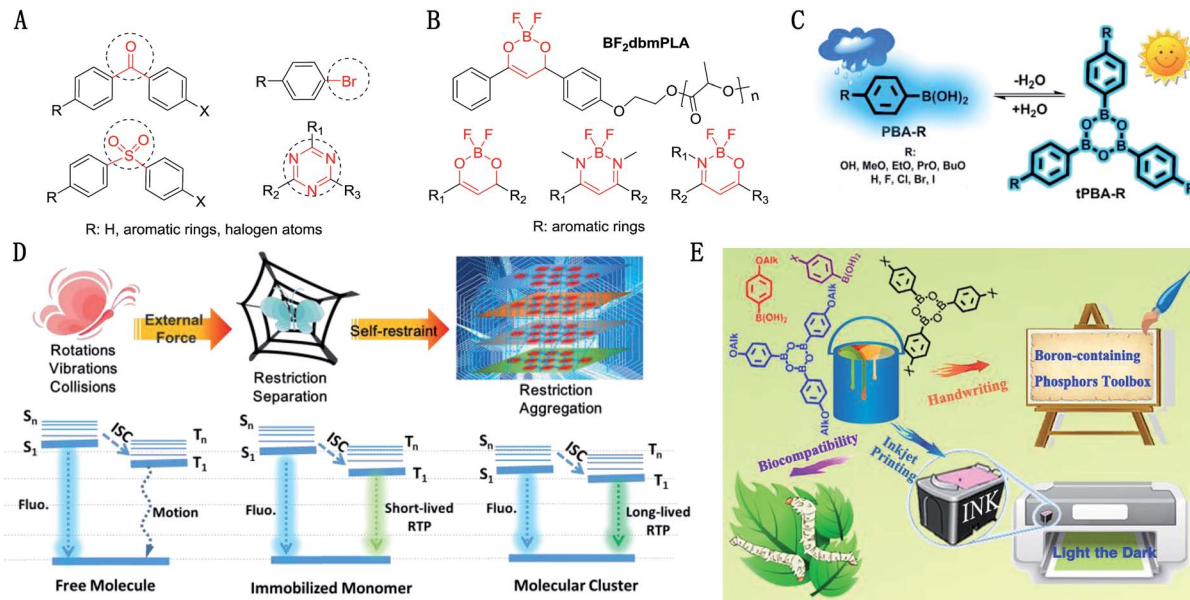 A
O
R
X
R
Br
O
O
S
R
X
R1
N
N
N
R2
R3
R: H, aromatic rings, halogen atoms
B
F
F
B
O
O
BF2dbmPLA
O
O
O
O
n
F
F
B
O
O
R1
R2
F
F
B
N
N
R1
R2
F
F
R1
B
N
O
R2
R3
R: aromatic rings
C
R
B(OH)2
PBA-R
R:
OH, MeO, EtO, PrO, BuO
H, F, Cl, Br, I
-H2O
+H2O
R
B
O
O
B
B
O
R
R
tPBA-R
D
Rotations
Vibrations
Collisions
External
Force
Restriction
Separation
Self-restraint
Restriction
Aggregation
Sn
S1
ISC
Tn
T1
Fluo.
Motion
Free Molecule
Sn
S1
ISC
Tn
T1
Fluo.
Short-lived
RTP
Immobilized Monomer
Sn
S1
ISC
Tn
T1
Fluo.
Long-lived
RTP
Molecular Cluster
E
OAlk
B(OH)2
X
B(OH)2
OAlk
OAlk
B
O
O
B
B
O
AlkO
X
B
O
O
B
B
O
X
X
Handwriting
Boron-containing
Phosphors Toolbox
Biocompatibility
Inkjet
Printing
INK
Light the Dark